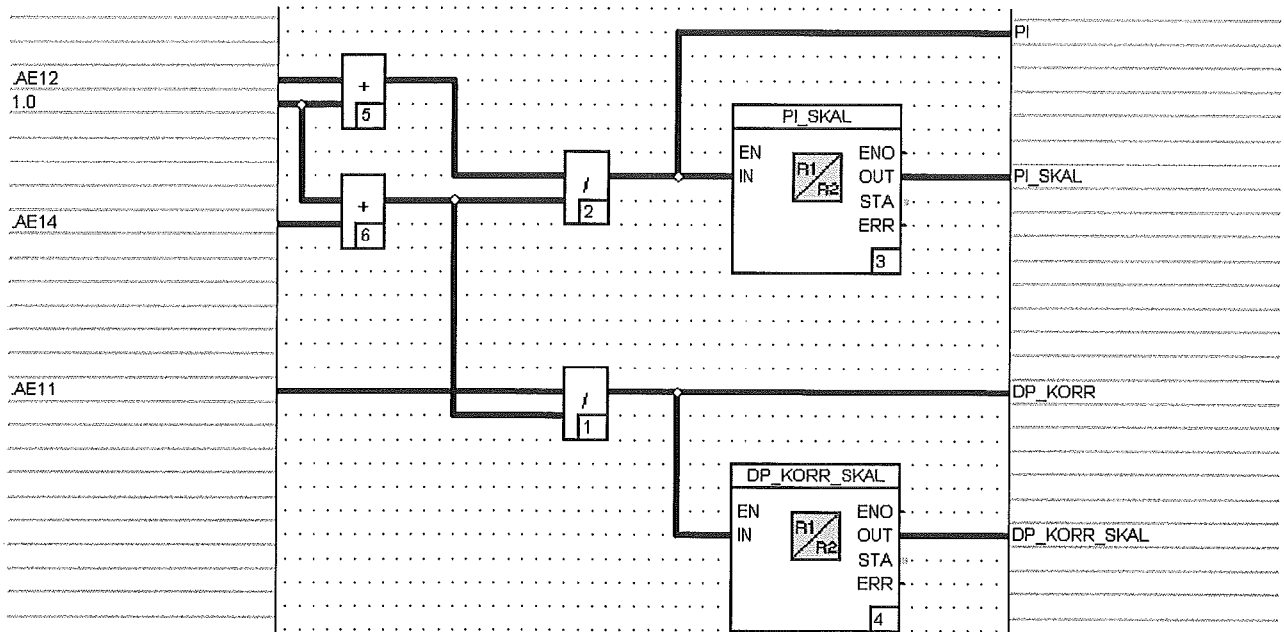 PI
.AE12
1.0
+
5
PI_SKAL
EN
ENO
IN
R1/R2
OUT
PI_SKAL
/
2
STA
+
6
.AE14
ERR
3
.AE11
/
1
DP_KORR
DP_KORR_SKAL
EN
ENO
IN
R1/R2
OUT
DP_KORR_SKAL
STA
ERR
4